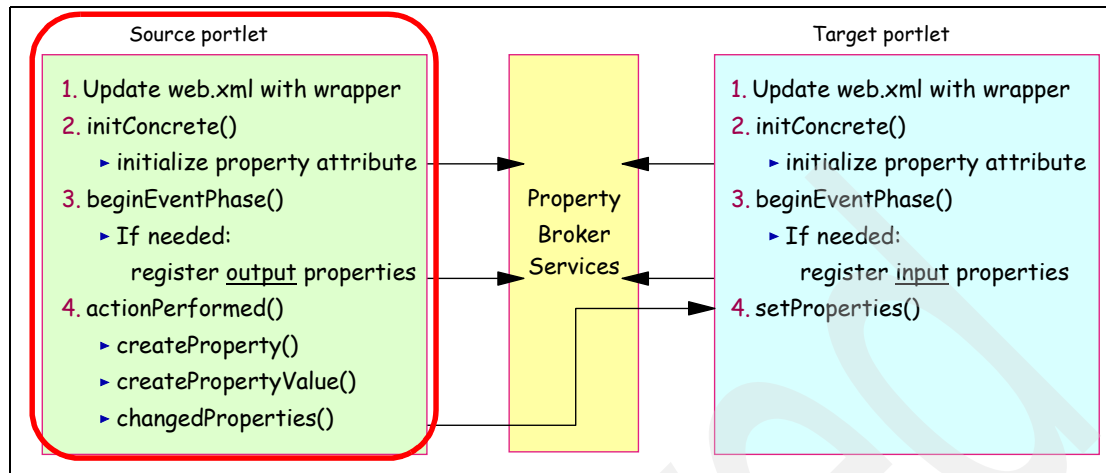 Source portlet
1. Update web.xml with wrapper
2. initConcrete()
► initialize property attribute
3. beginEventPhase()
► If needed:
register output properties
4. actionPerformed()
► createProperty()
► createPropertyValue()
► changedProperties()
Property
Broker
Services
Target portlet
1. Update web.xml with wrapper
2. initConcrete()
► initialize property attribute
3. beginEventPhase()
► If needed:
register input properties
4. setProperties()